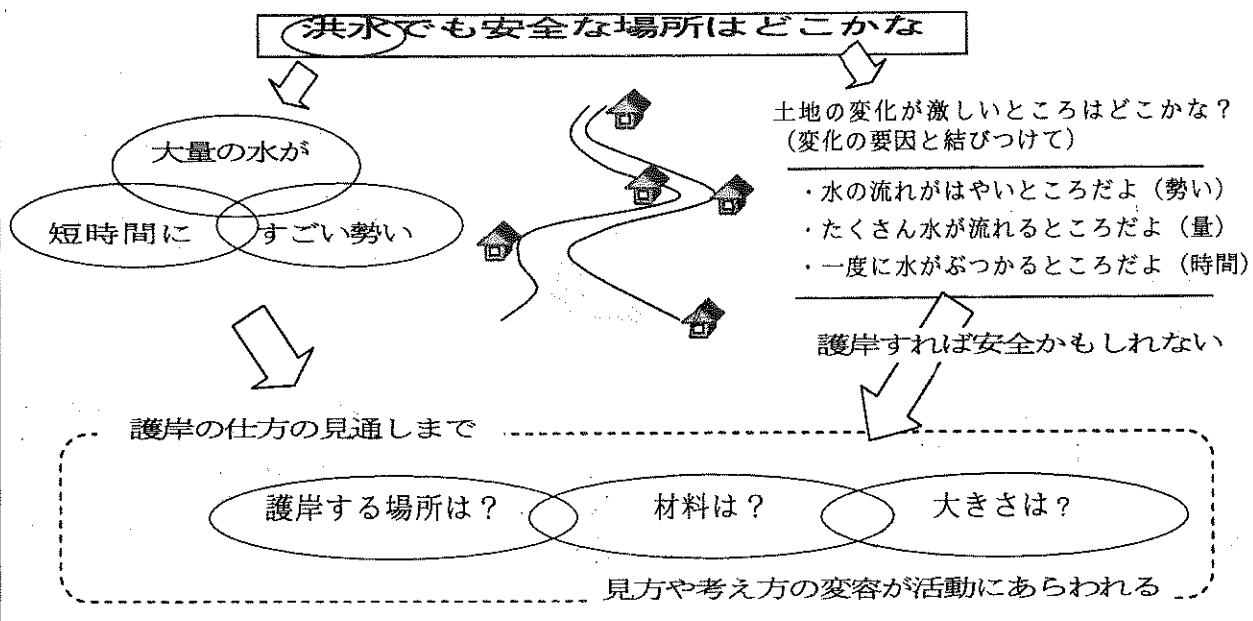 洪水でも安全な場所はどこかな
大量の水が
短時間に
すごい勢い
土地の変化が激しいところはどこかな？
（変化の要因と結びつけて）
・水の流れがはやいところだよ（勢い）
・たくさん水が流れるところだよ（量）
・一度に水がぶつかるところだよ（時間）
護岸すれば安全かもしれない
護岸の仕方の見通しまで
護岸する場所は？
材料は？
大きさは？
見方や考え方の変容が活動にあらわれる